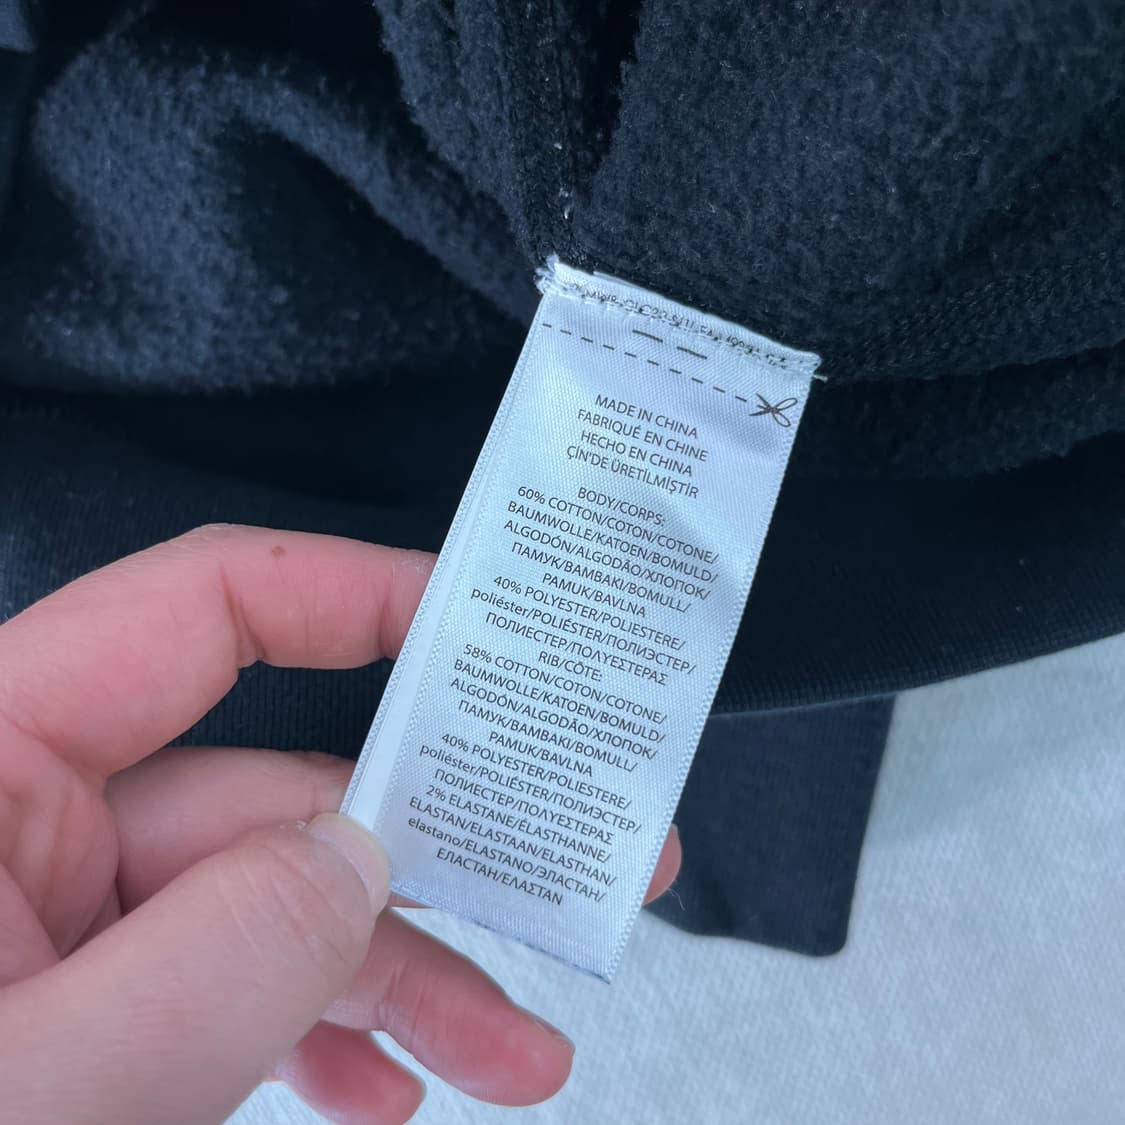 MADE IN CHINA
FABRIQUÉ EN CHINE
HECHO EN CHINA
ÇİN'DE ÜRETİLMİŞTİR
BODY/CORPS:
60% COTTON/COTON/COTONE/
BAUMWOLLE/KATOEN/BOMULD/
ALGODÓN/ALGODÃO/ХЛОПОК/
ПАМУК/ΒΑΜΒΑΚΙ/BOMULL/
PAMUK/BAVLNA
40% POLYESTER/POLIESTERE/
poliéster/POLIÉSTER/ПОЛИЭСТЕР/
ПОЛИЕСТЕР/ΠΟΛΥΕΣΤΕΡΑΣ
RIB/CÔTE:
58% COTTON/COTON/COTONE/
BAUMWOLLE/KATOEN/BOMULD/
ALGODÓN/ALGODÃO/ХЛОПОК/
ПАМУК/ΒΑΜΒΑΚΙ/BOMULL/
PAMUK/BAVLNA
40% POLYESTER/POLIESTERE/
poliéster/POLIÉSTER/ПОЛИЭСТЕР/
ПОЛИЕСТЕР/ΠΟΛΥΕΣΤΕΡΑΣ
2% ELASTANE/ÉLASTHANNE/
ELASTAN/ELASTAAN/ELASTHAN/
elastano/ELASTANO/ЭЛАСТАН/
ЕЛАСТАН/ΕΛΑΣΤΑΝ